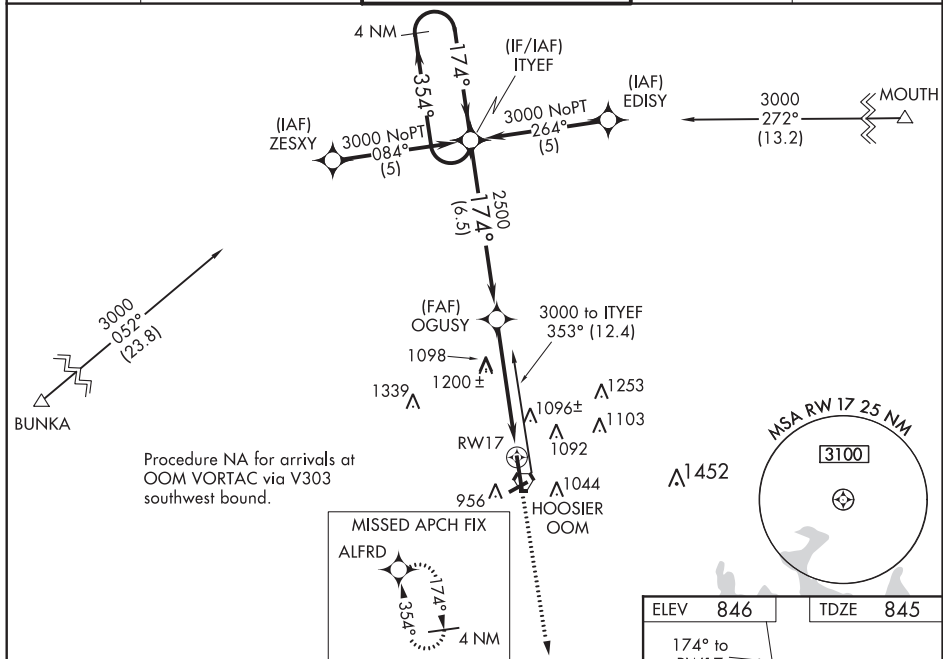 4 NM
174°
354°
(IF/IAF)
ITYEF
(IAF)
EDISY
3000
272°
(13.2)
MOUTH
(IAF)
ZESXY
3000 NoPT
084°
(5)
3000 NoPT
264°
(5)
2500
174°
(6.5)
3000
052°
(23.8)
BUNKA
(FAF)
OGUSY
3000 to ITYEF
353° (12.4)
1098
1200 ±
1339
1253
1096±
1103
1092
RW17
956
1044
HOOSIER
OOM
1452
Procedure NA for arrivals at
OOM VORTAC via V303
southwest bound.
MSA RW 17 25 NM
3100
MISSED APCH FIX
ALFRD
174°
354°
4 NM
ELEV 846
TDZE 845
174° to
RW17